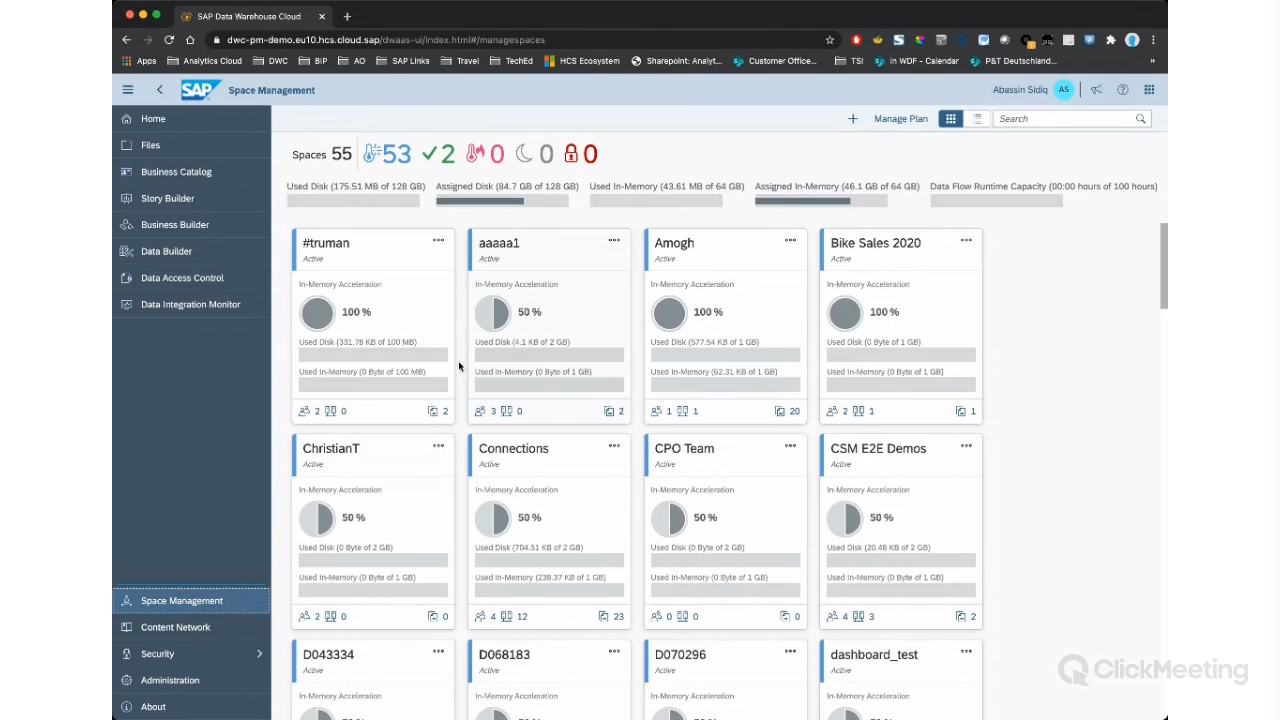 SAP Data Warehouse Cloud
dwc-pm-demo.eu10.hcs.cloud.sap/dwaas-ui/index.html#/managespaces
Apps Analytics Cloud DWC BIP AO SAP Links Travel TechEd HCS Ecosystem Sharepoint: Analyt... Customer Office... TSI in WDF - Calendar P&T Deutschland... »
SAP Space Management Abassin Sidiq AS
Home
Files
Business Catalog
Story Builder
Business Builder
Data Builder
Data Access Control
Data Integration Monitor
Space Management
Content Network
Security
Administration
About
+ Manage Plan Search
Spaces 55 53 2 0 0 0
Used Disk (175.51 MB of 128 GB) Assigned Disk (84.7 GB of 128 GB) Used In-Memory (43.61 MB of 64 GB) Assigned In-Memory (46.1 GB of 64 GB) Data Flow Runtime Capacity (00:00 hours of 100 hours)
#truman aaaaa1 Amogh Bike Sales 2020
Active Active Active Active
In-Memory Acceleration In-Memory Acceleration In-Memory Acceleration In-Memory Acceleration
100 % 50 % 100 % 100 %
Used Disk (331.78 KB of 100 MB) Used Disk (4.1 KB of 2 GB) Used Disk (577.54 KB of 1 GB) Used Disk (0 Byte of 1 GB)
Used In-Memory (0 Byte of 100 MB) Used In-Memory (0 Byte of 1 GB) Used In-Memory (62.31 KB of 1 GB) Used In-Memory (0 Byte of 1 GB)
2 0 2 3 0 2 1 1 20 2 1 1
ChristianT Connections CPO Team CSM E2E Demos
Active Active Active Active
In-Memory Acceleration In-Memory Acceleration In-Memory Acceleration In-Memory Acceleration
50 % 50 % 50 % 50 %
Used Disk (0 Byte of 2 GB) Used Disk (704.51 KB of 2 GB) Used Disk (0 Byte of 2 GB) Used Disk (20.48 KB of 2 GB)
Used In-Memory (0 Byte of 1 GB) Used In-Memory (238.37 KB of 1 GB) Used In-Memory (0 Byte of 1 GB) Used In-Memory (0 Byte of 1 GB)
2 0 0 4 12 23 0 0 0 4 3 2
D043334 D068183 D070296 dashboard_test
Active Active Active Active
In-Memory Acceleration In-Memory Acceleration In-Memory Acceleration In-Memory Acceleration
ClickMeeting